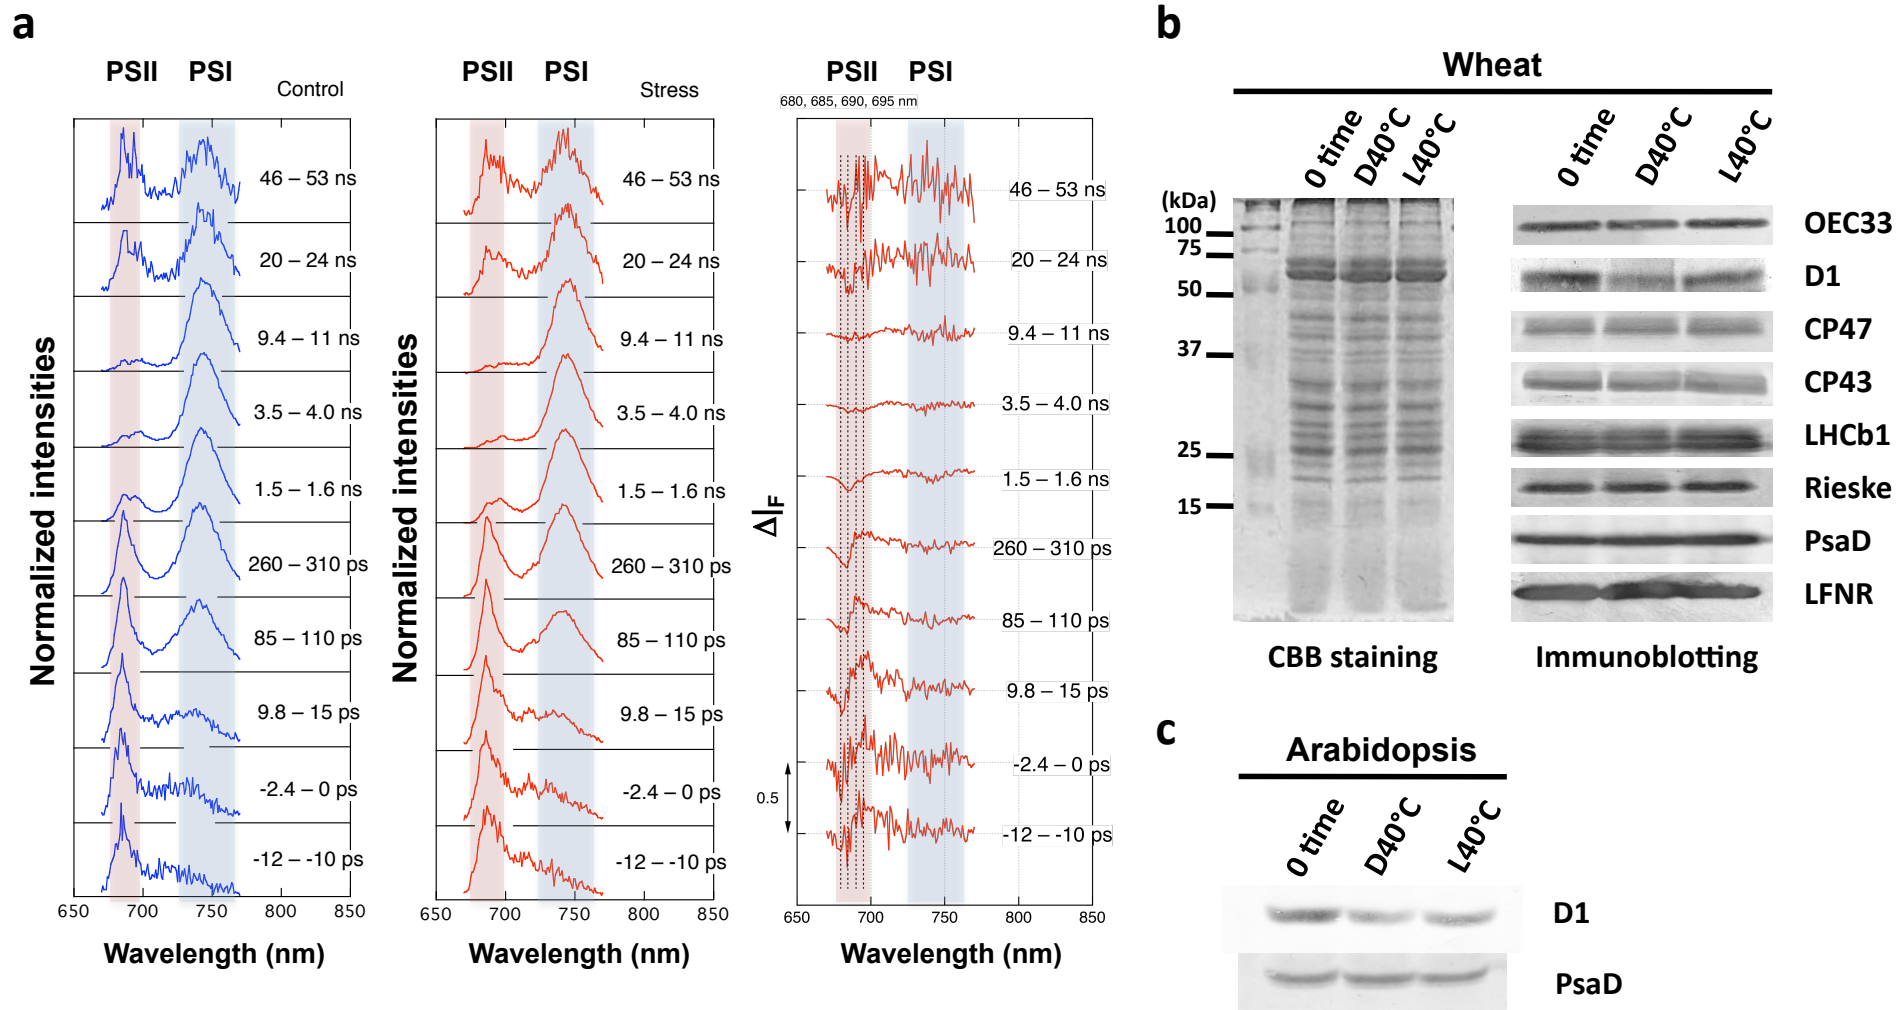 a
PSII PSI
Control
46 – 53 ns
20 – 24 ns
9.4 – 11 ns
3.5 – 4.0 ns
1.5 – 1.6 ns
260 – 310 ps
85 – 110 ps
9.8 – 15 ps
-2.4 – 0 ps
-12 – -10 ps
650 700 750 800 850
Wavelength (nm)
Normalized intensities
PSII PSI
Stress
46 – 53 ns
20 – 24 ns
9.4 – 11 ns
3.5 – 4.0 ns
1.5 – 1.6 ns
260 – 310 ps
85 – 110 ps
9.8 – 15 ps
-2.4 – 0 ps
-12 – -10 ps
650 700 750 800 850
Wavelength (nm)
Normalized intensities
PSII PSI
680, 685, 690, 695 nm
46 – 53 ns
20 – 24 ns
9.4 – 11 ns
3.5 – 4.0 ns
1.5 – 1.6 ns
260 – 310 ps
85 – 110 ps
9.8 – 15 ps
-2.4 – 0 ps
-12 – -10 ps
0.5
650 700 750 800 850
Wavelength (nm)
ΔIF
b
Wheat
0 time D40°C L40°C
(kDa)
100
75
50
37
25
15
CBB staining
0 time D40°C L40°C
OEC33
D1
CP47
CP43
LHCb1
Rieske
PsaD
LFNR
Immunoblotting
c
Arabidopsis
0 time D40°C L40°C
D1
PsaD